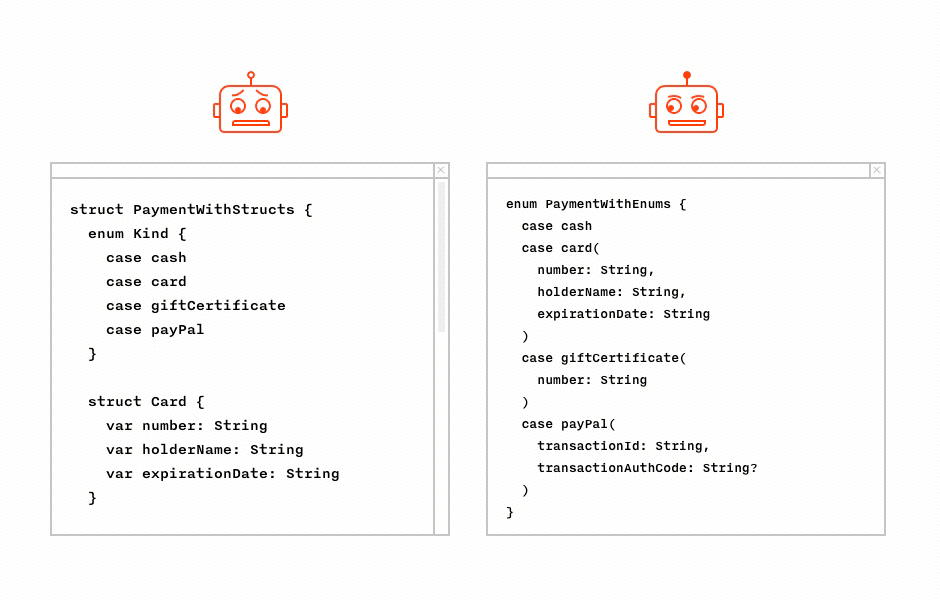 struct PaymentWithStructs {
enum Kind {
case cash
case card
case giftCertificate
case payPal
}
struct Card {
var number: String
var holderName: String
var expirationDate: String
}
enum PaymentWithEnums {
case cash
case card(
number: String,
holderName: String,
expirationDate: String
)
case giftCertificate(
number: String
)
case payPal(
transactionId: String,
transactionAuthCode: String?
)
}